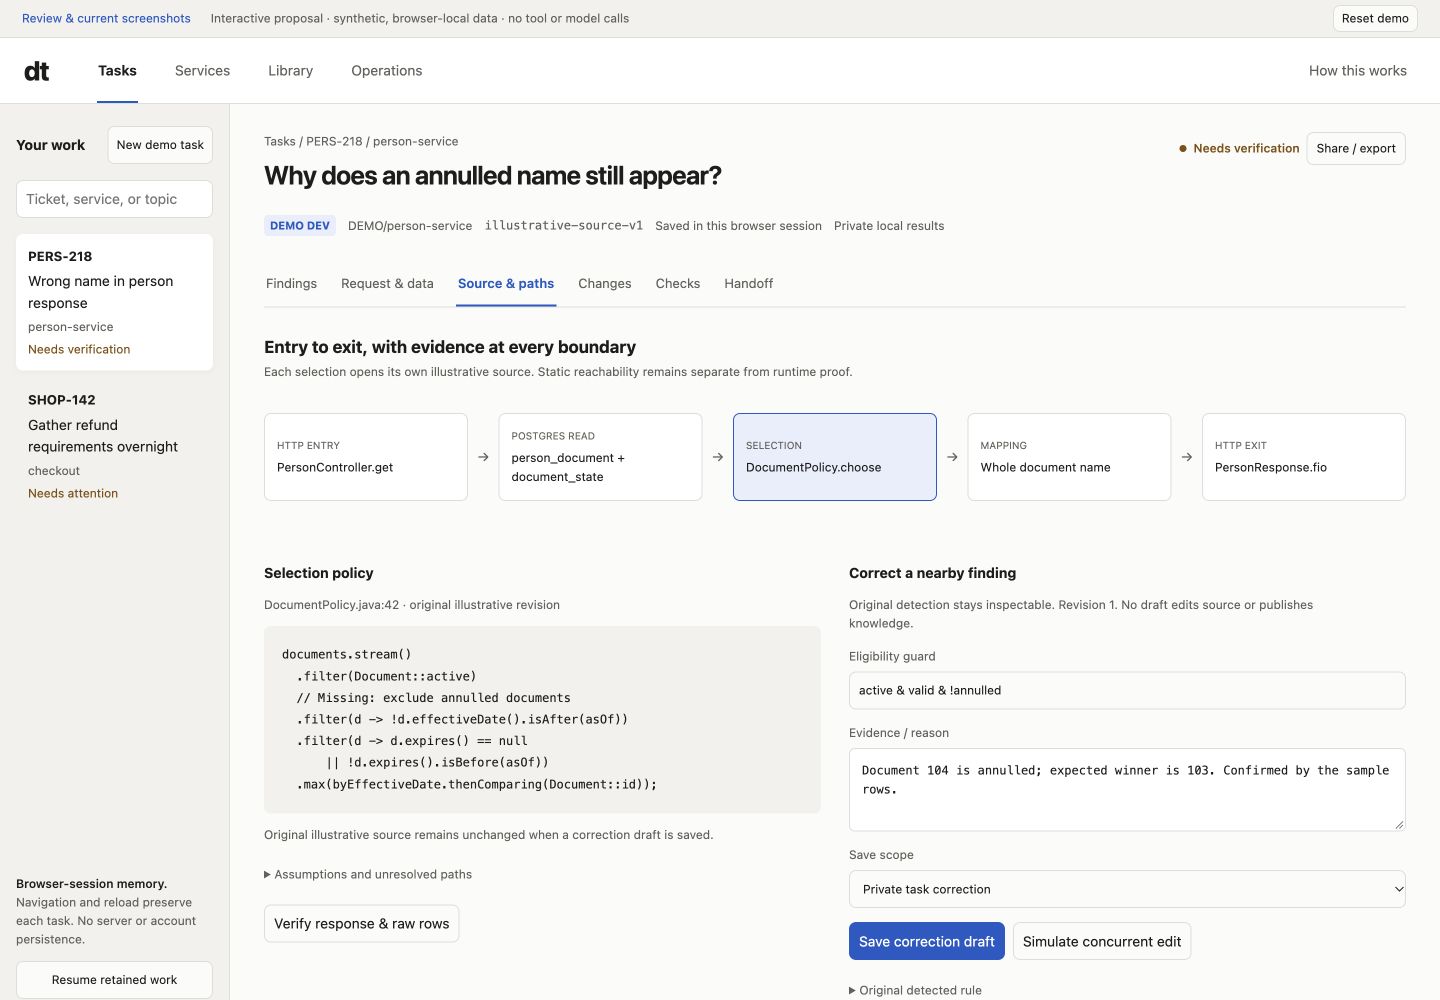 Review & current screenshots
Interactive proposal · synthetic, browser-local data · no tool or model calls
Reset demo
dt
Tasks
Services
Library
Operations
How this works
Your work
New demo task
Ticket, service, or topic
PERS-218
Wrong name in person
response
person-service
Needs verification
SHOP-142
Gather refund
requirements overnight
checkout
Needs attention
Browser-session memory.
Navigation and reload preserve
each task. No server or account
persistence.
Resume retained work
Tasks / PERS-218 / person-service
Needs verification
Share / export
Why does an annulled name still appear?
DEMO DEV
DEMO/person-service
illustrative-source-v1
Saved in this browser session
Private local results
Findings
Request & data
Source & paths
Changes
Checks
Handoff
Entry to exit, with evidence at every boundary
Each selection opens its own illustrative source. Static reachability remains separate from runtime proof.
HTTP ENTRY
PersonController.get
→
POSTGRES READ
person_document +
document_state
→
SELECTION
DocumentPolicy.choose
→
MAPPING
Whole document name
→
HTTP EXIT
PersonResponse.fio
Selection policy
DocumentPolicy.java:42 · original illustrative revision
documents.stream()
  .filter(Document::active)
  // Missing: exclude annulled documents
  .filter(d -> !d.effectiveDate().isAfter(asOf))
  .filter(d -> d.expires() == null
      || !d.expires().isBefore(asOf))
  .max(byEffectiveDate.thenComparing(Document::id));
Original illustrative source remains unchanged when a correction draft is saved.
Assumptions and unresolved paths
Verify response & raw rows
Correct a nearby finding
Original detection stays inspectable. Revision 1. No draft edits source or publishes
knowledge.
Eligibility guard
active & valid & !annulled
Evidence / reason
Document 104 is annulled; expected winner is 103. Confirmed by the sample
rows.
Save scope
Private task correction
Save correction draft
Simulate concurrent edit
Original detected rule